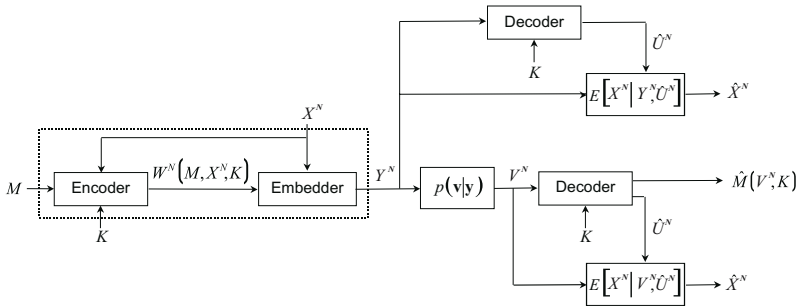 Decoder
Û^N
K
E[X^N | Y^N, Û^N]
X̂^N
X^N
M
Encoder
W^N(M, X^N, K)
Embedder
Y^N
p(v|y)
V^N
Decoder
M̂(V^N, K)
K
K
Û^N
E[X^N | V^N, Û^N]
X̂^N